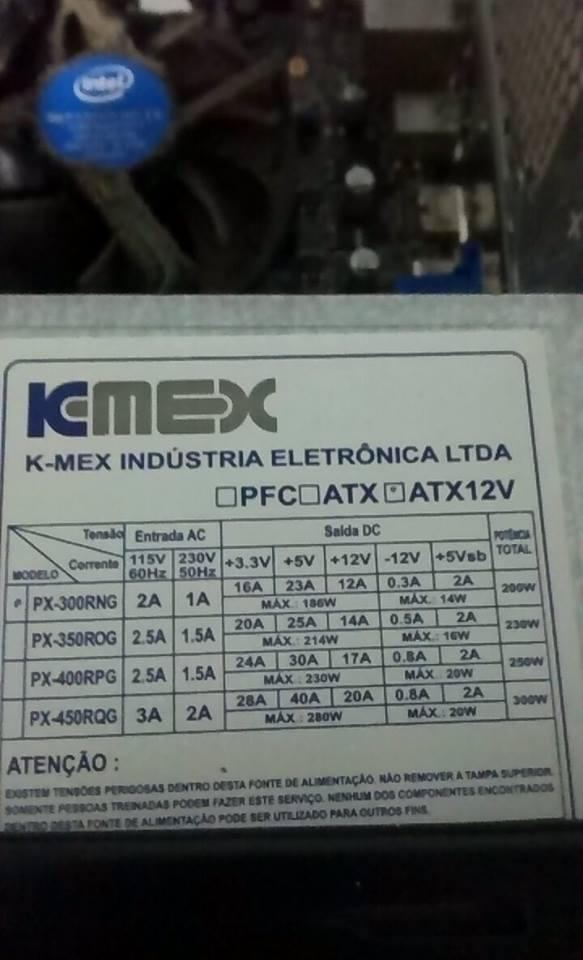 intel
K-MEX
K-MEX INDÚSTRIA ELETRÔNICA LTDA
PFC ATX ATX12V
Tensão Entrada AC Saída DC POTÊNCIA TOTAL
MODELO Corrente 115V 60Hz 230V 50Hz +3.3V +5V +12V -12V +5Vsb
PX-300RNG 2A 1A 16A 23A 12A 0.3A 2A 200W
MÁX.: 186W MÁX.: 14W
PX-350ROG 2.5A 1.5A 20A 25A 14A 0.5A 2A 230W
MÁX.: 214W MÁX.: 16W
PX-400RPG 2.5A 1.5A 24A 30A 17A 0.8A 2A 250W
MÁX.: 230W MÁX.: 20W
PX-450RQG 3A 2A 28A 40A 20A 0.8A 2A 300W
MÁX.: 280W MÁX.: 20W
ATENÇÃO :
EXISTEM TENSÕES PERIGOSAS DENTRO DESTA FONTE DE ALIMENTAÇÃO. NÃO REMOVER A TAMPA SUPERIOR.
SOMENTE PESSOAS TREINADAS PODEM FAZER ESTE SERVIÇO. NENHUM DOS COMPONENTES ENCONTRADOS
DENTRO DESTA FONTE DE ALIMENTAÇÃO PODE SER UTILIZADO PARA OUTROS FINS.